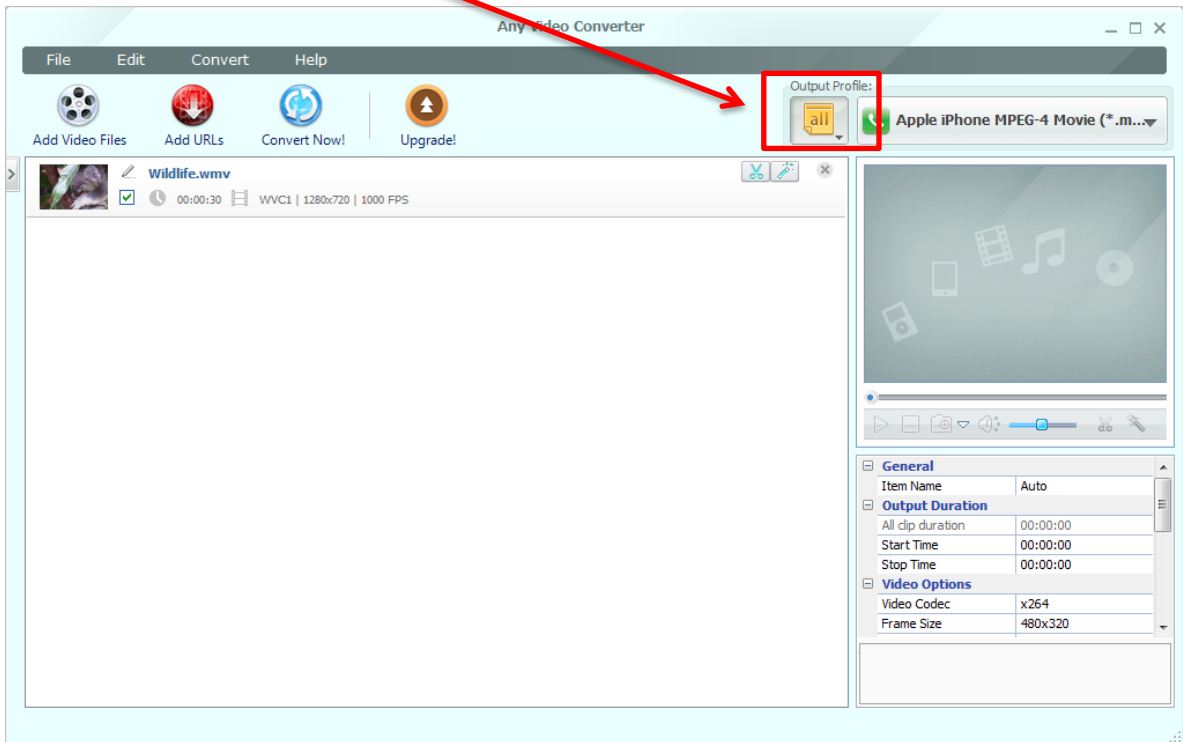 Any Video Converter
File Edit Convert Help
Output Profile:
all
Apple iPhone MPEG-4 Movie (*.m...
Add Video Files Add URLs Convert Now! Upgrade!
Wildlife.wmv
00:00:30 WVC1 | 1280x720 | 1000 FPS
General
Item Name Auto
Output Duration
All clip duration 00:00:00
Start Time 00:00:00
Stop Time 00:00:00
Video Options
Video Codec x264
Frame Size 480x320